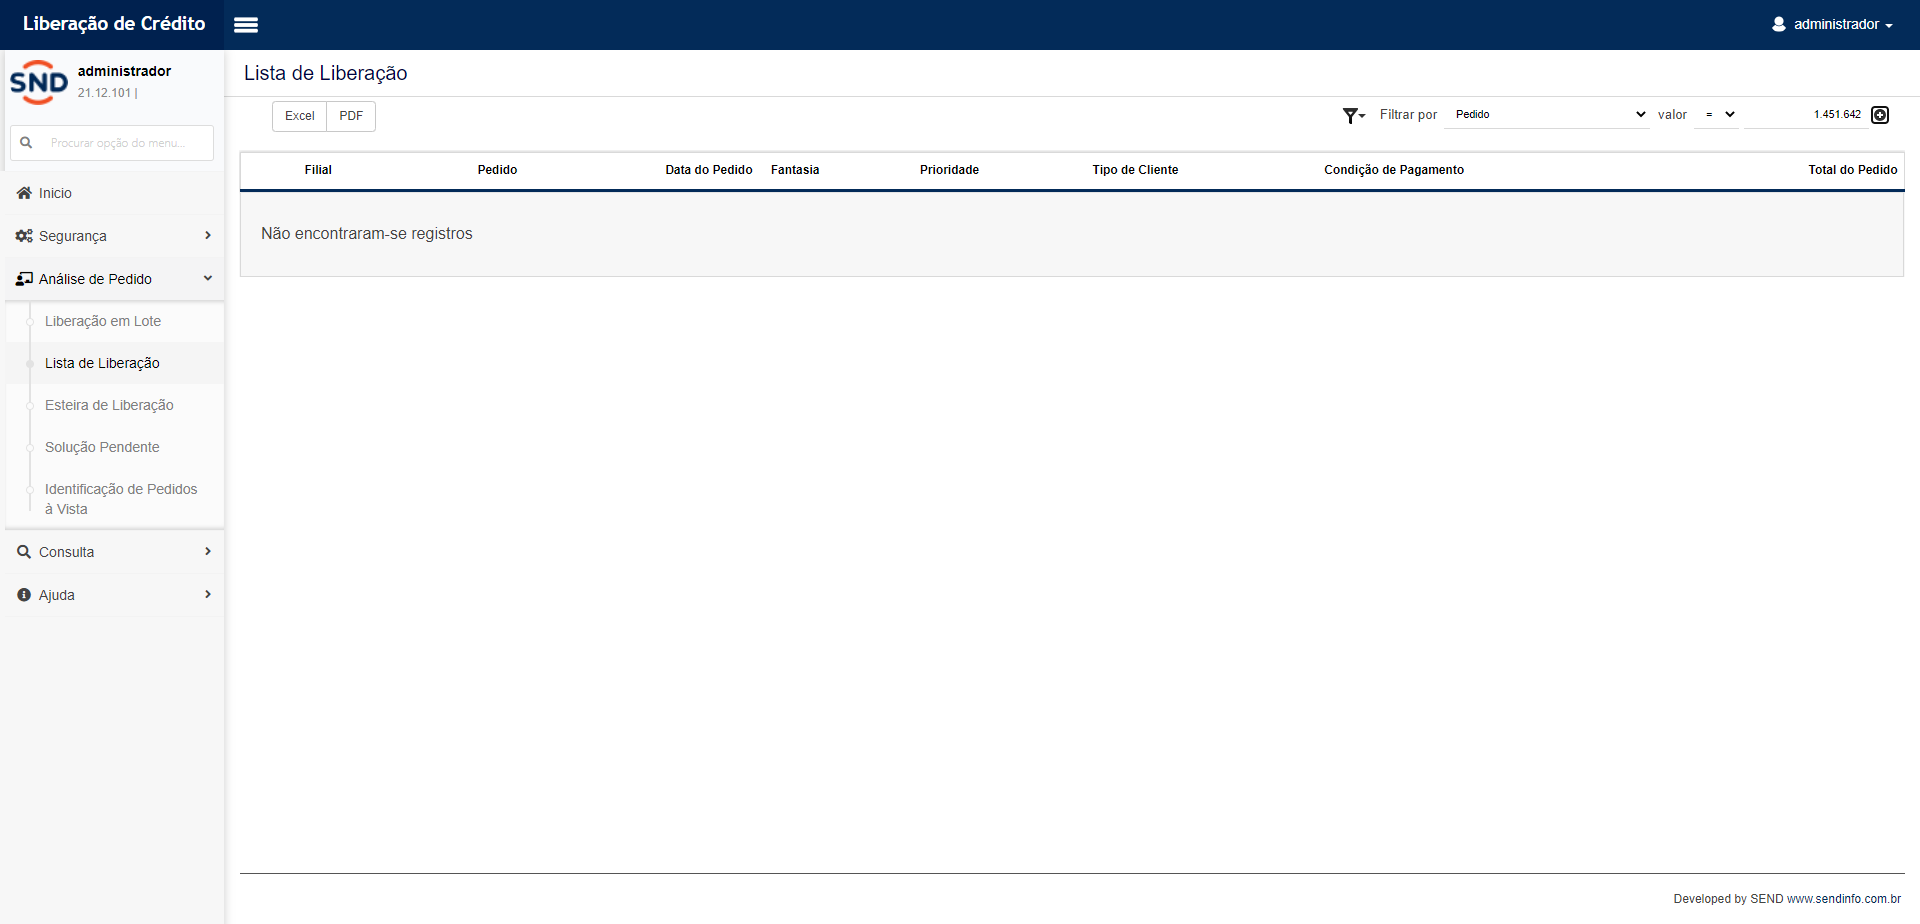 Liberação de Crédito
administrador
SND
administrador
21.12.101 |
Procurar opção do menu...
Inicio
Segurança
Análise de Pedido
Liberação em Lote
Lista de Liberação
Esteira de Liberação
Solução Pendente
Identificação de Pedidos
à Vista
Consulta
Ajuda
Lista de Liberação
Excel PDF
Filtrar por Pedido valor = 1.451.642
Filial Pedido Data do Pedido Fantasia Prioridade Tipo de Cliente Condição de Pagamento Total do Pedido
Não encontraram-se registros
Developed by SEND www.sendinfo.com.br